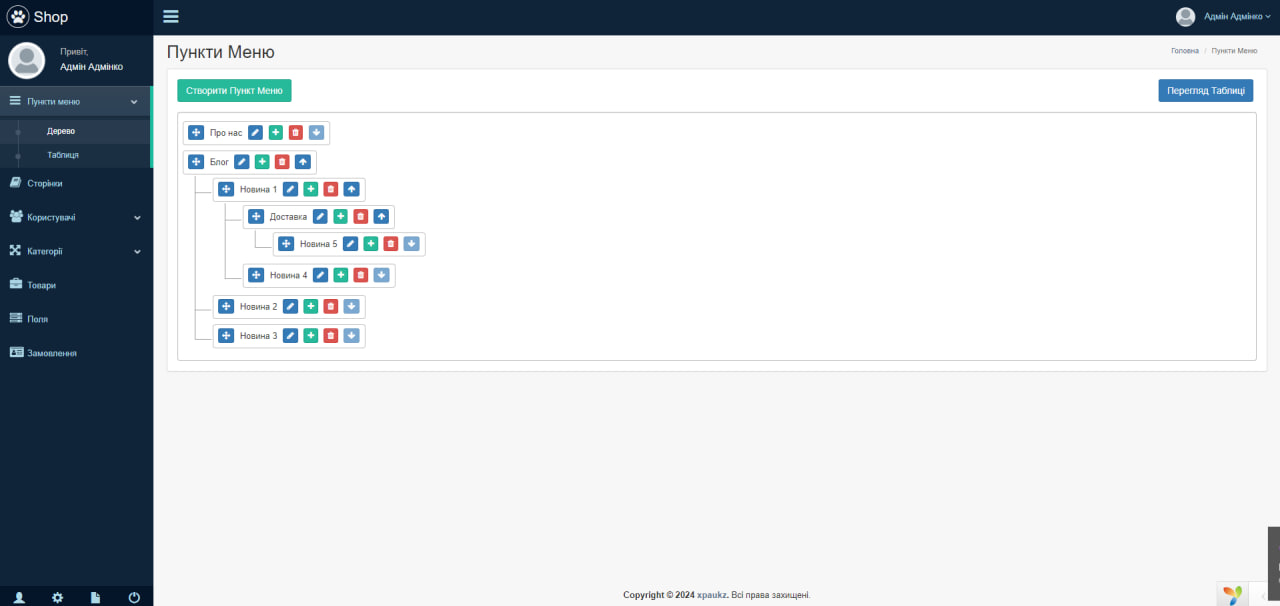 Shop
Адмін Адмінко
Привіт,
Адмін Адмінко
Пункти Меню
Головна / Пункти Меню
Пункти меню
Дерево
Таблиця
Сторінки
Користувачі
Категорії
Товари
Поля
Замовлення
Створити Пункт Меню
Перегляд Таблиці
Про нас
Блог
Новина 1
Доставка
Новина 5
Новина 4
Новина 2
Новина 3
Copyright © 2024 xpaukz. Всі права захищені.